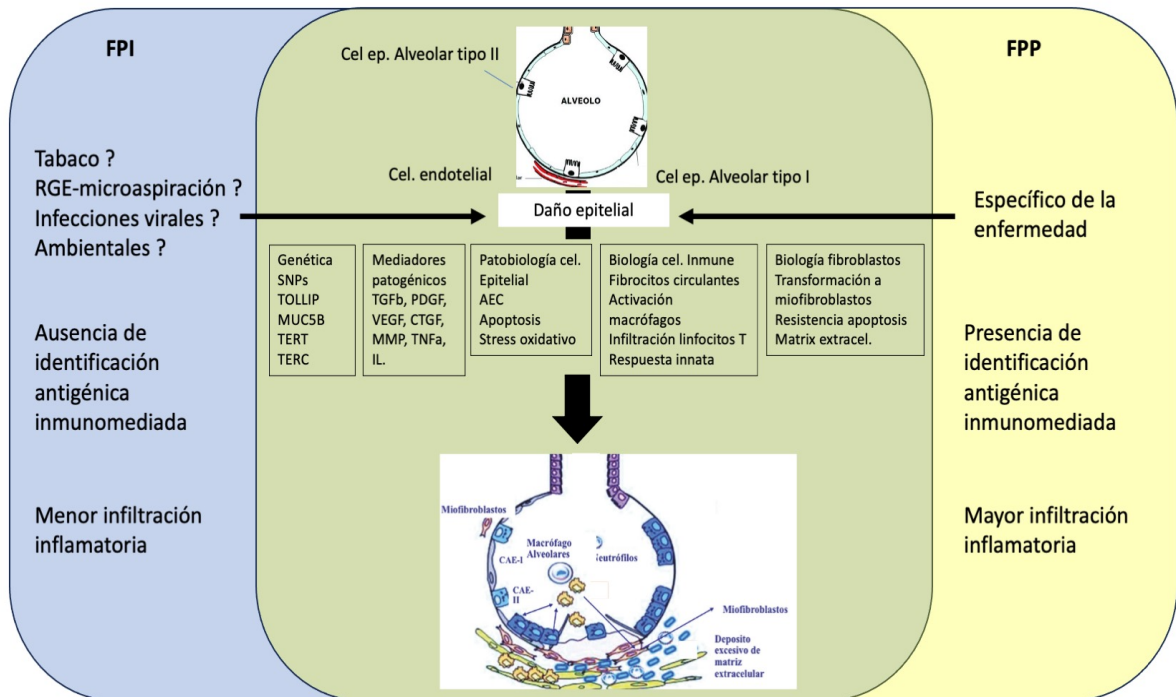 FPI
Tabaco ?
RGE-microaspiración ?
Infecciones virales ?
Ambientales ?
Ausencia de
identificación
antigénica
inmunomediada
Menor infiltración
inflamatoria
Cel ep. Alveolar tipo II
ALVEOLO
Cel. endotelial
Cel ep. Alveolar tipo I
Daño epitelial
Genética
SNPs
TOLLIP
MUC5B
TERT
TERC
Mediadores
patogénicos
TGFb, PDGF,
VEGF, CTGF,
MMP, TNFa,
IL.
Patobiología cel.
Epitelial
AEC
Apoptosis
Stress oxidativo
Biología cel. Inmune
Fibrocitos circulantes
Activación
macrófagos
Infiltración linfocitos T
Respuesta innata
Biología fibroblastos
Transformación a
miofibroblastos
Resistencia apoptosis
Matrix extracel.
Miofibroblastos
CAE-I
Macrófago
Alveolares
Neutrófilos
CAE-
II
Miofibroblastos
Deposito
excesivo de
matriz
extracelular
FPP
Específico de la
enfermedad
Presencia de
identificación
antigénica
inmunomediada
Mayor infiltración
inflamatoria